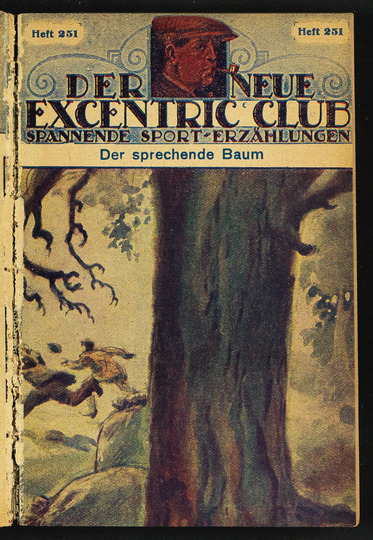 Heft 251
Heft 251
DER NEUE
EXCENTRIC CLUB
SPANNENDE SPORT-ERZÄHLUNGEN
Der sprechende Baum